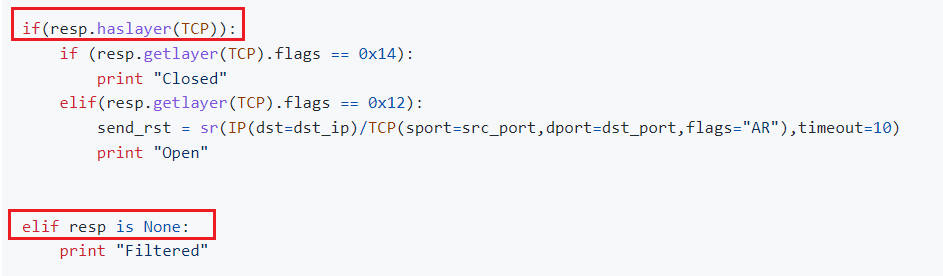 if(resp.haslayer(TCP)):
    if (resp.getlayer(TCP).flags == 0x14):
        print "Closed"
    elif(resp.getlayer(TCP).flags == 0x12):
        send_rst = sr(IP(dst=dst_ip)/TCP(sport=src_port,dport=dst_port,flags="AR"),timeout=10)
        print "Open"
elif resp is None:
    print "Filtered"